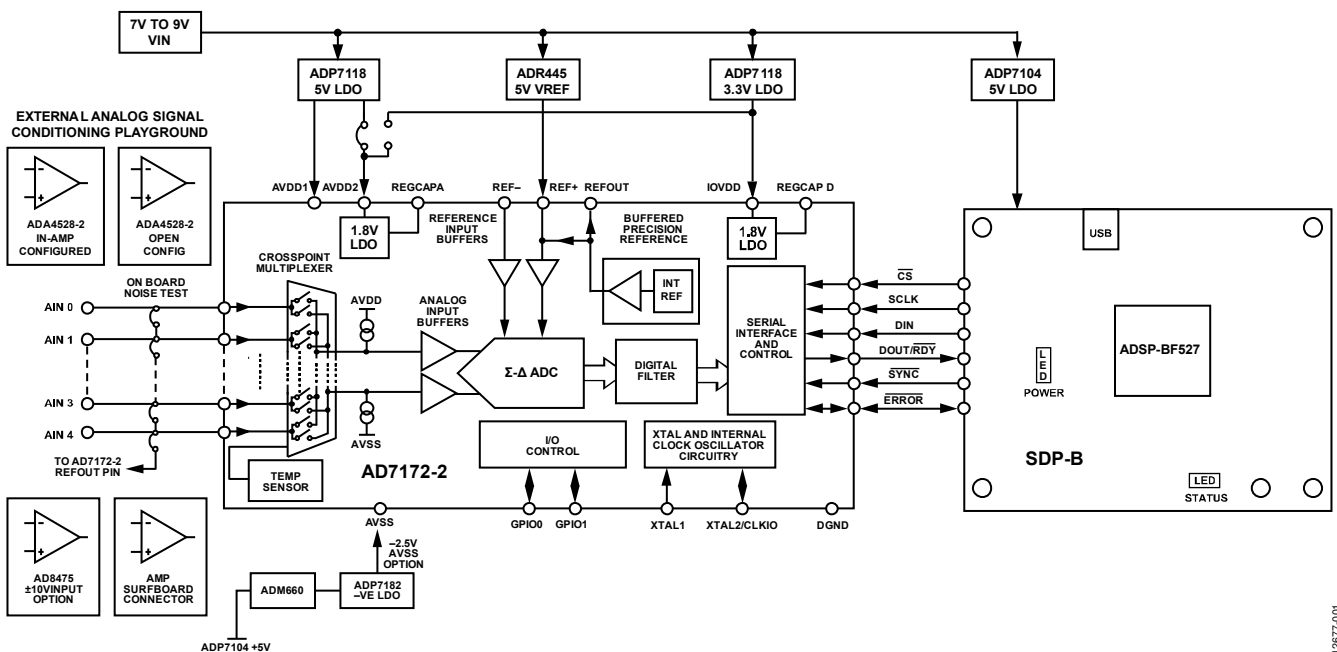 7V TO 9V
VIN
ADP7118
5V LDO
ADR445
5V VREF
ADP7118
3.3V LDO
ADP7104
5V LDO
EXTERNAL ANALOG SIGNAL
CONDITIONING PLAYGROUND
ADA4528-2
IN-AMP
CONFIGURED
ADA4528-2
OPEN
CONFIG
AVDD1
AVDD2
REGCAPA
REF–
REF+
REFOUT
IOVDD
REGCAP D
1.8V
LDO
REFERENCE
INPUT
BUFFERS
BUFFERED
PRECISION
REFERENCE
1.8V
LDO
INT
REF
CROSSPOINT
MULTIPLEXER
ON BOARD
NOISE TEST
AIN 0
AIN 1
AIN 3
AIN 4
TO AD7172-2
REFOUT PIN
AVDD
AVSS
ANALOG
INPUT
BUFFERS
Σ-Δ ADC
DIGITAL
FILTER
SERIAL
INTERFACE
AND
CONTROL
CS
SCLK
DIN
DOUT/RDY
SYNC
ERROR
USB
ADSP-BF527
LED
POWER
SDP-B
LED
STATUS
TEMP
SENSOR
AD7172-2
I/O
CONTROL
XTAL AND INTERNAL
CLOCK OSCILLATOR
CIRCUITRY
AVSS
GPIO0
GPIO1
XTAL1
XTAL2/CLKIO
DGND
–2.5V
AVSS
OPTION
AD8475
±10VINPUT
OPTION
AMP
SURFBOARD
CONNECTOR
ADM660
ADP7182
–VE LDO
ADP7104 +5V
12677-001